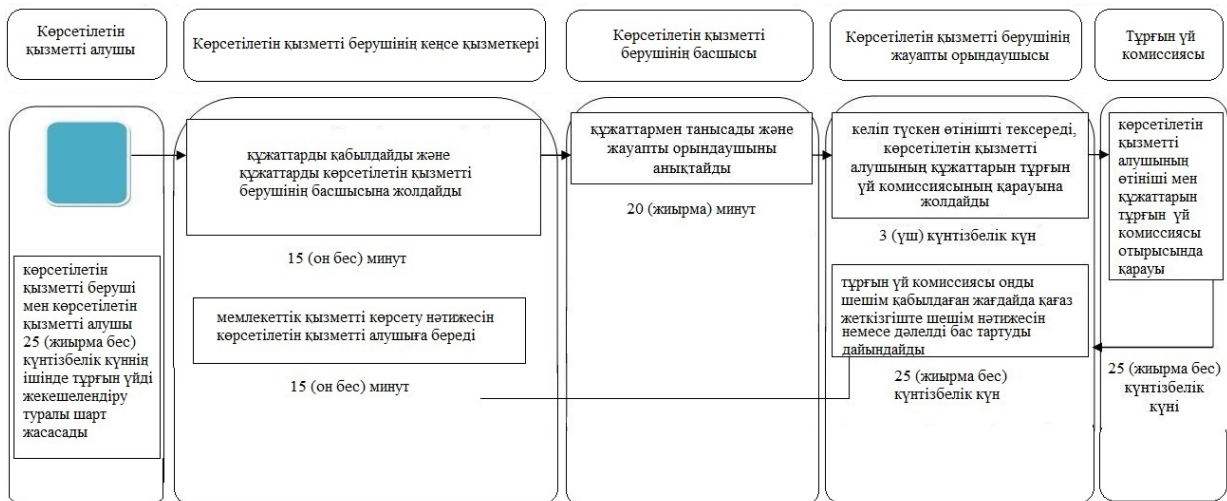 Көрсетілетін
қызметті алушы
Көрсетілетін қызметті берушінің кеңсе қызметкері
Көрсетілетін қызметті
берушінің басшысы
Көрсетілетін қызметті берушінің
жауапты орындаушысы
Тұрғын үй
комиссиясы
құжаттарды қабылдайды және
құжаттарды көрсетілетін қызметті
берушінің басшысына жолдайды
15 (он бес) минут
құжаттармен танысады және
жауапты орындаушыны
анықтайды
20 (жиырма) минут
келіп түскен өтінішті тексереді,
көрсетілетін қызметті
алушының құжаттарын тұрғын
үй комиссиясының қарауына
жолдайды
3 (үш) күнтізбелік күн
көрсетілетін
қызметті
алушының
өтініші мен
құжаттарын
тұрғын үй
комиссиясы
отырысында
қарауы
25 (жиырма бес)
күнтізбелік
күні
тұрғын үй комиссиясы онды
шешім қабылдаған жағдайда қағаз
жеткізгіште шешім нәтижесін
немесе дәлелді бас тартуды
дайындайды
25 (жиырма бес)
күнтізбелік күн
мемлекеттік қызметті көрсету нәтижесін
көрсетілетін қызметті алушыға береді
15 (он бес) минут
көрсетілетін
қызметті беруші
мен көрсетілетін
қызметті алушы
25 (жиырма бес)
күнтізбелік күннің
ішінде тұрғын үйді
жекешелендіру
туралы шарт
жасасады